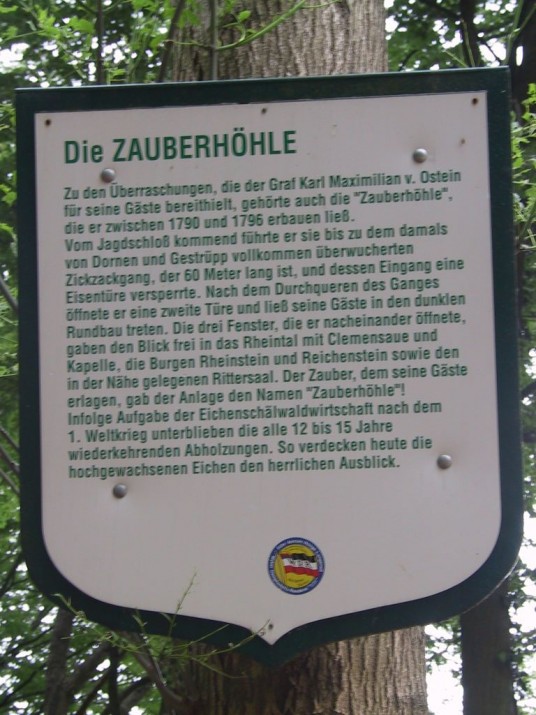 Die ZAUBERHÖHLE
Zu den Überraschungen, die der Graf Karl Maximilian v. Ostein
für seine Gäste bereithielt, gehörte auch die "Zauberhöhle",
die er zwischen 1790 und 1796 erbauen ließ.
Vom Jagdschloß kommend führte er sie bis zu dem damals
von Dornen und Gestrüpp vollkommen überwucherten
Zickzackgang, der 60 Meter lang ist, und dessen Eingang eine
Eisentüre versperrte. Nach dem Durchqueren des Ganges
öffnete er eine zweite Türe und ließ seine Gäste in den dunklen
Rundbau treten. Die drei Fenster, die er nacheinander öffnete,
gaben den Blick frei in das Rheintal mit Clemensaue und
Kapelle, die Burgen Rheinstein und Reichenstein sowie den
in der Nähe gelegenen Rittersaal. Der Zauber, dem seine Gäste
erlagen, gab der Anlage den Namen "Zauberhöhle"!
Infolge Aufgabe der Eichenschälwaldwirtschaft nach dem
1. Weltkrieg unterblieben die alle 12 bis 15 Jahre
wiederkehrenden Abholzungen. So verdecken heute die
hochgewachsenen Eichen den herrlichen Ausblick.